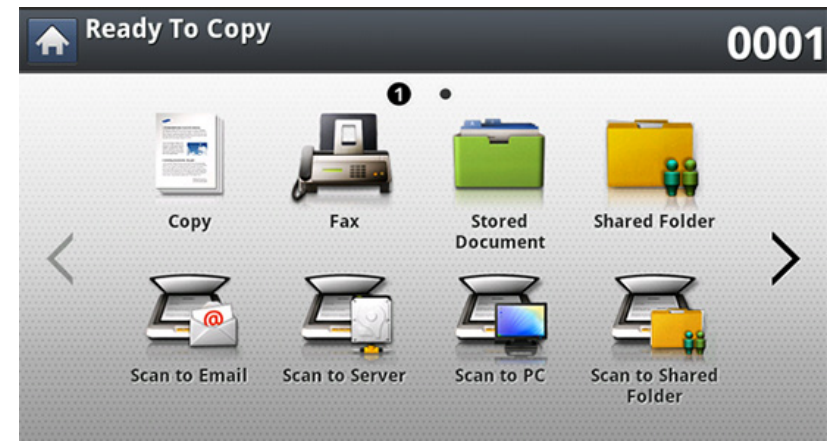 Ready To Copy
0001
1
Copy
Fax
Stored
Document
Shared Folder
Scan to Email
Scan to Server
Scan to PC
Scan to Shared
Folder